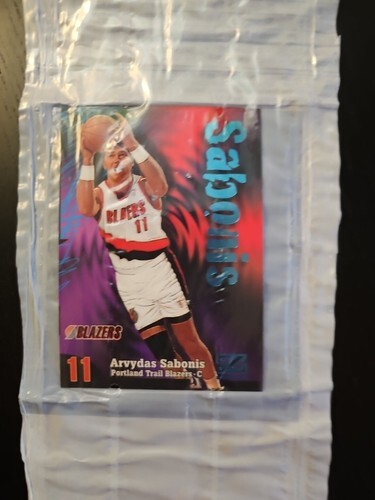 Sabonis
BLAZERS
11
BLAZERS
11
Arvydas Sabonis
Portland Trail Blazers-C